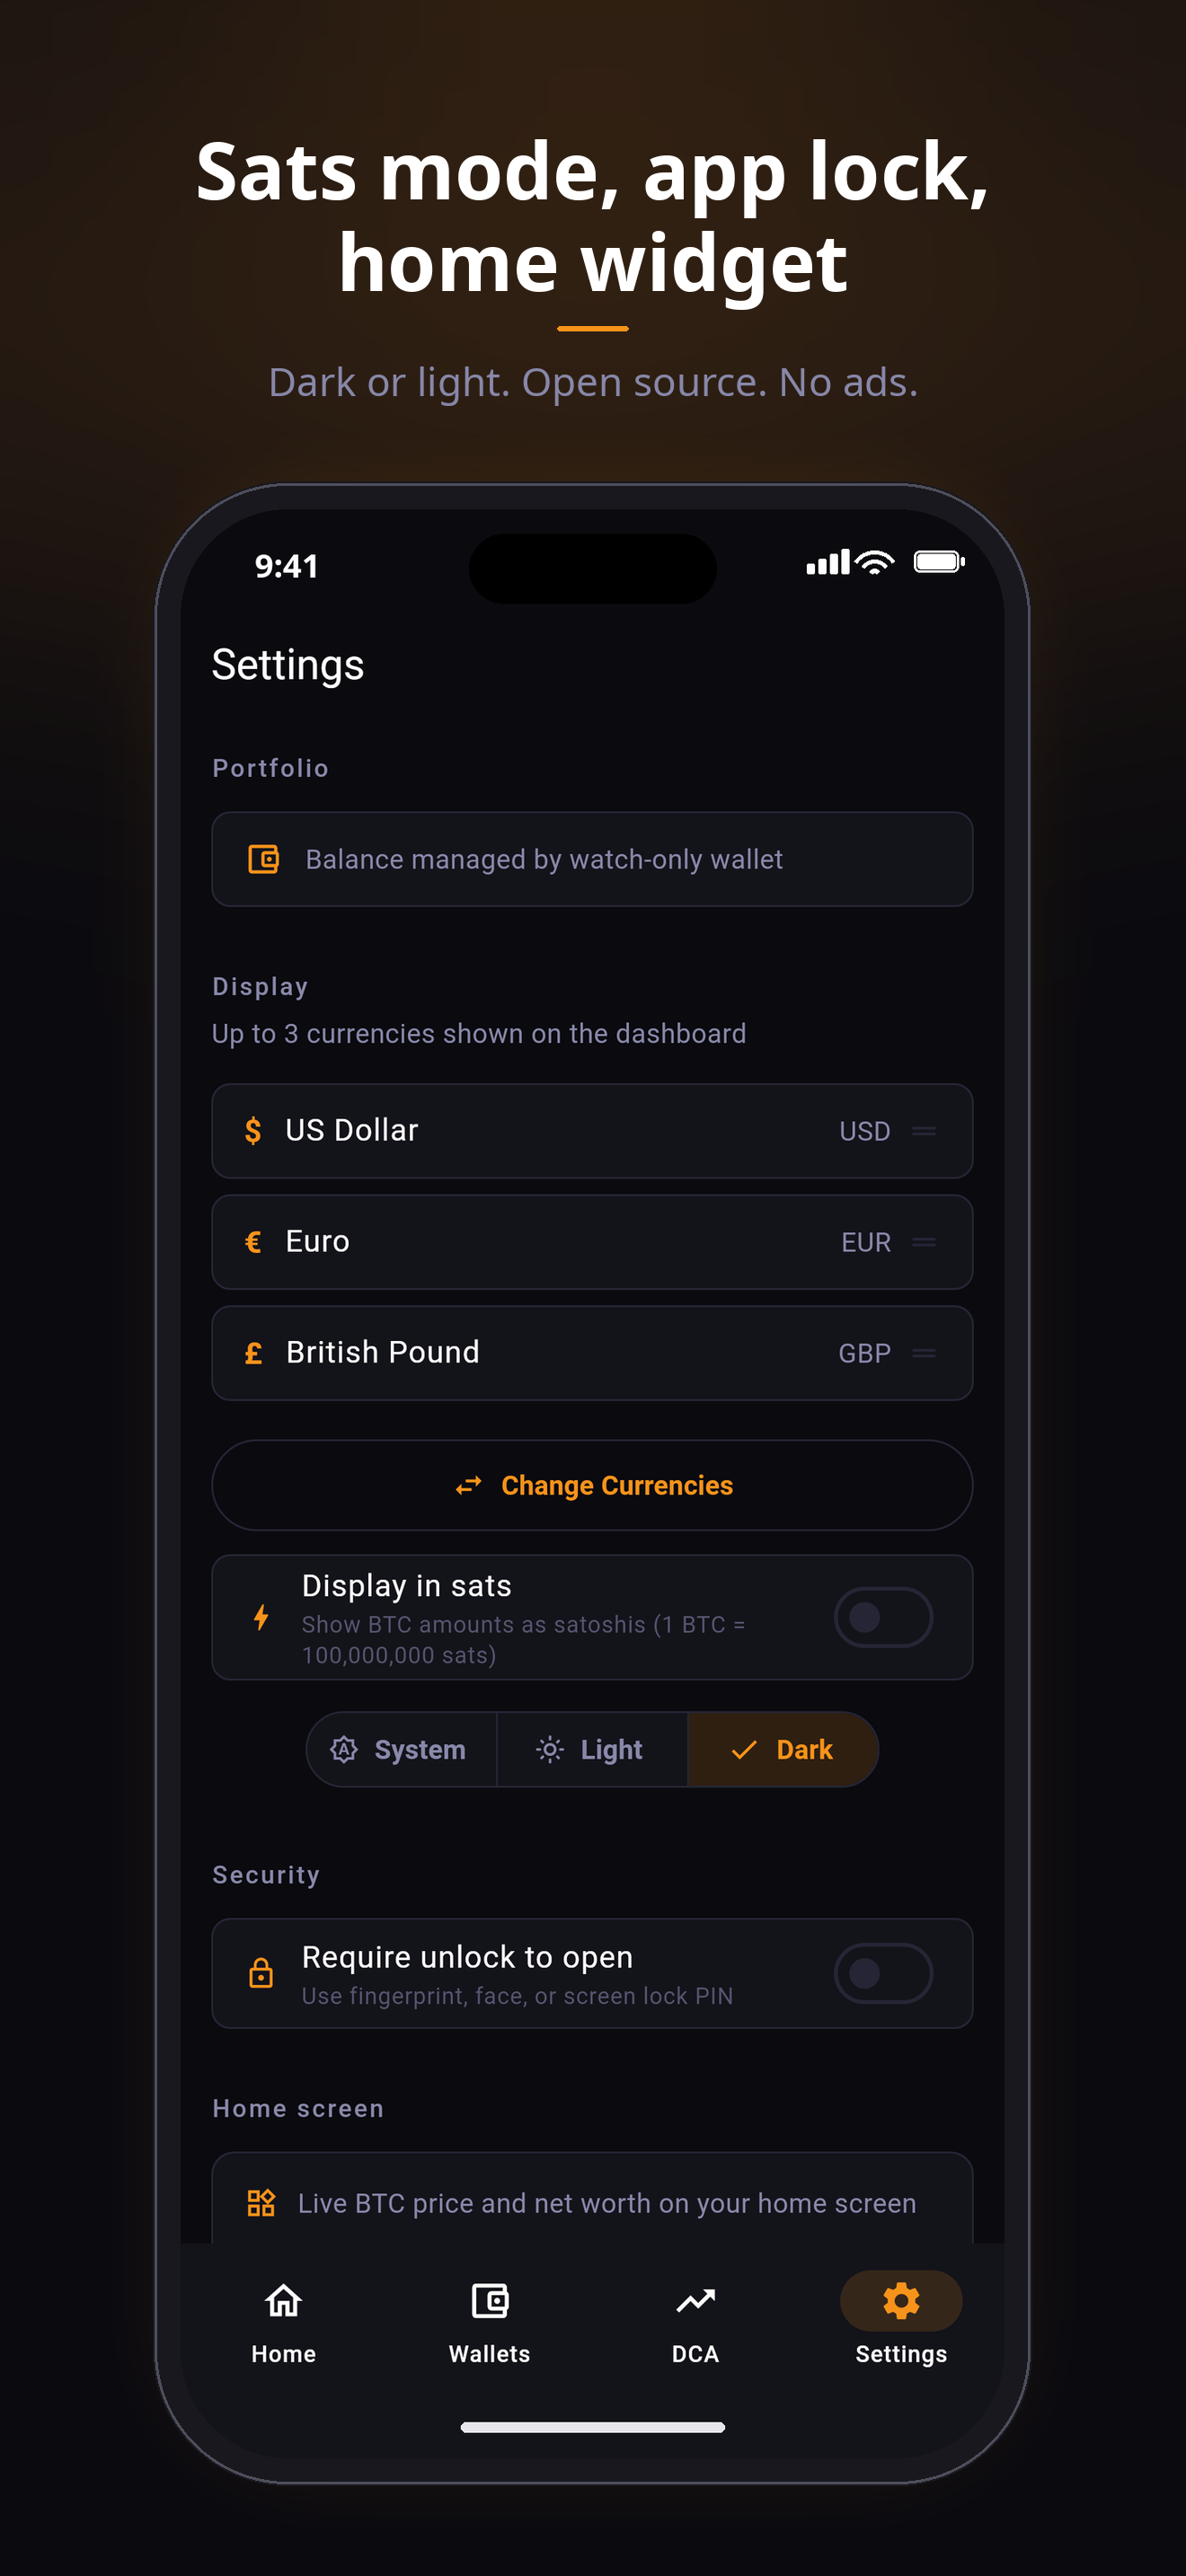 Sats mode, app lock,
home widget
Dark or light. Open source. No ads.
9:41
Settings
Portfolio
Balance managed by watch-only wallet
Display
Up to 3 currencies shown on the dashboard
$ US Dollar USD
€ Euro EUR
£ British Pound GBP
Change Currencies
Display in sats
Show BTC amounts as satoshis (1 BTC =
100,000,000 sats)
System Light Dark
Security
Require unlock to open
Use fingerprint, face, or screen lock PIN
Home screen
Live BTC price and net worth on your home screen
Home Wallets DCA Settings